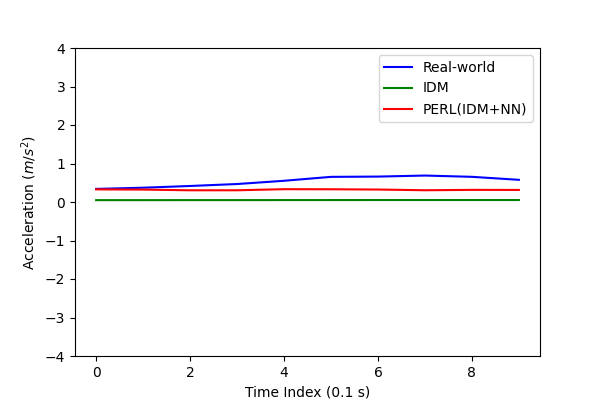 4
3
2
1
0
−1
−2
−3
−4
Acceleration (m/s²)
0 2 4 6 8
Time Index (0.1 s)
Real-world
IDM
PERL(IDM+NN)